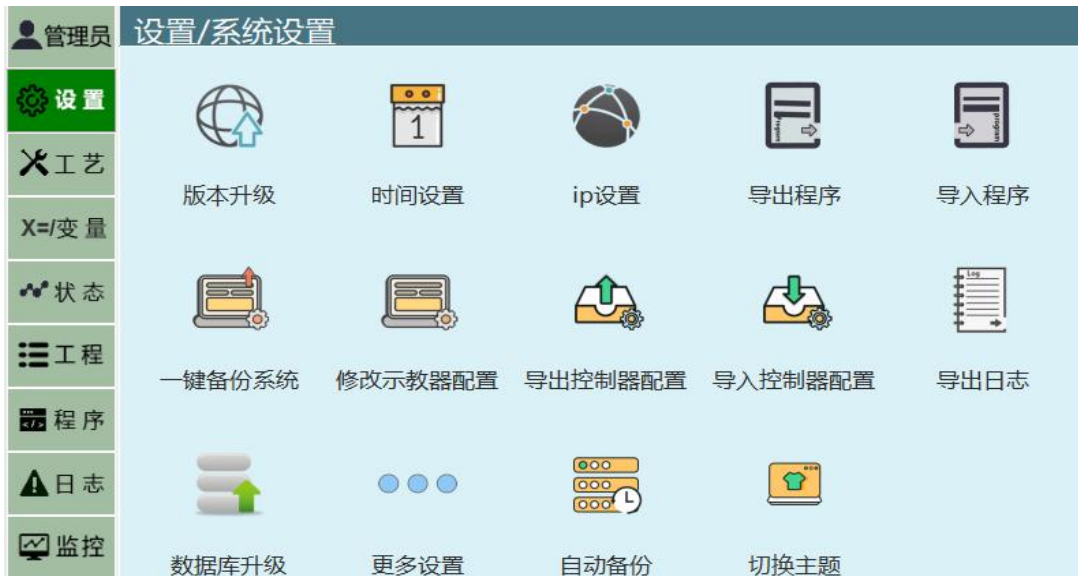 管理员
设置/系统设置
设置
工艺
X=/变量
状态
工程
程序
日志
监控
1
版本升级
时间设置
ip设置
导出程序
导入程序
program
program
Log
一键备份系统
修改示教器配置
导出控制器配置
导入控制器配置
导出日志
数据库升级
更多设置
自动备份
切换主题